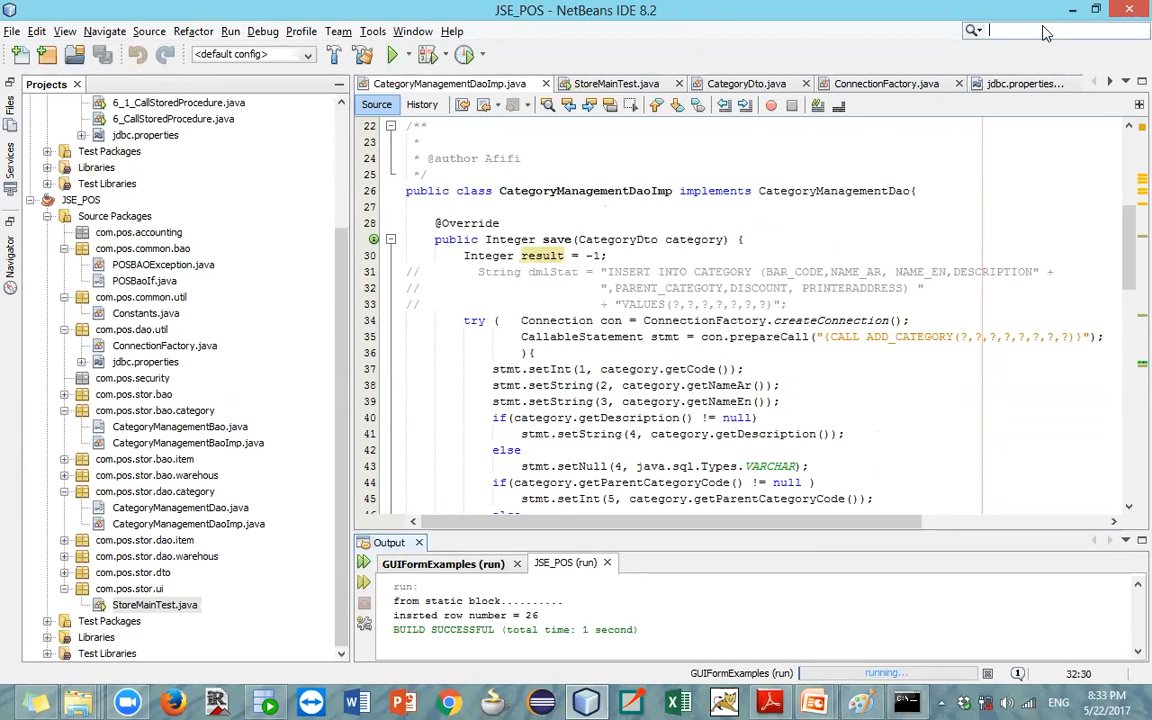 JSE_POS - NetBeans IDE 8.2
File Edit View Navigate Source Refactor Run Debug Profile Team Tools Window Help
<default config>
Projects
CategoryManagementDaoImp.java StoreMainTest.java CategoryDto.java ConnectionFactory.java jdbc.properties...
Source History
Files
Services
Navigator
6_1_CallStoredProcedure.java
6_CallStoredProcedure.java
jdbc.properties
Test Packages
Libraries
Test Libraries
JSE_POS
Source Packages
com.pos.accounting
com.pos.common.bao
POSBAOException.java
POSBaoIf.java
com.pos.common.util
Constants.java
com.pos.dao.util
ConnectionFactory.java
jdbc.properties
com.pos.security
com.pos.stor.bao
com.pos.stor.bao.category
CategoryManagementBao.java
CategoryManagementBaoImp.java
com.pos.stor.bao.item
com.pos.stor.bao.warehous
com.pos.stor.dao.category
CategoryManagementDao.java
CategoryManagementDaoImp.java
com.pos.stor.dao.item
com.pos.stor.dao.warehous
com.pos.stor.dto
com.pos.stor.ui
StoreMainTest.java
Test Packages
Libraries
Test Libraries
22 /**
23 *
24 * @author Afifi
25 */
26 public class CategoryManagementDaoImp implements CategoryManagementDao{
27
28 @Override
public Integer save(CategoryDto category) {
30 Integer result = -1;
31 // String dmlStat = "INSERT INTO CATEGORY (BAR_CODE,NAME_AR, NAME_EN,DESCRIPTION" +
32 // ",PARENT_CATEGORY,DISCOUNT, PRINTERADDRESS) "
33 // + "VALUES(?,?,?,?,?,?,?)";
34 try ( Connection con = ConnectionFactory.createConnection();
35 CallableStatement stmt = con.prepareCall("{CALL ADD_CATEGORY(?,?,?,?,?,?,?,?)}");
36 ){
37 stmt.setInt(1, category.getCode());
38 stmt.setString(2, category.getNameAr());
39 stmt.setString(3, category.getNameEn());
40 if(category.getDescription() != null)
41 stmt.setString(4, category.getDescription());
42 else
43 stmt.setNull(4, java.sql.Types.VARCHAR);
44 if(category.getParentCategoryCode() != null )
45 stmt.setInt(5, category.getParentCategoryCode());
Output
GUIFormExamples (run) JSE_POS (run)
run:
from static block..........
insrted row number = 26
BUILD SUCCESSFUL (total time: 1 second)
GUIFormExamples (run) running... 1 32:30
ENG 8:33 PM
5/22/2017